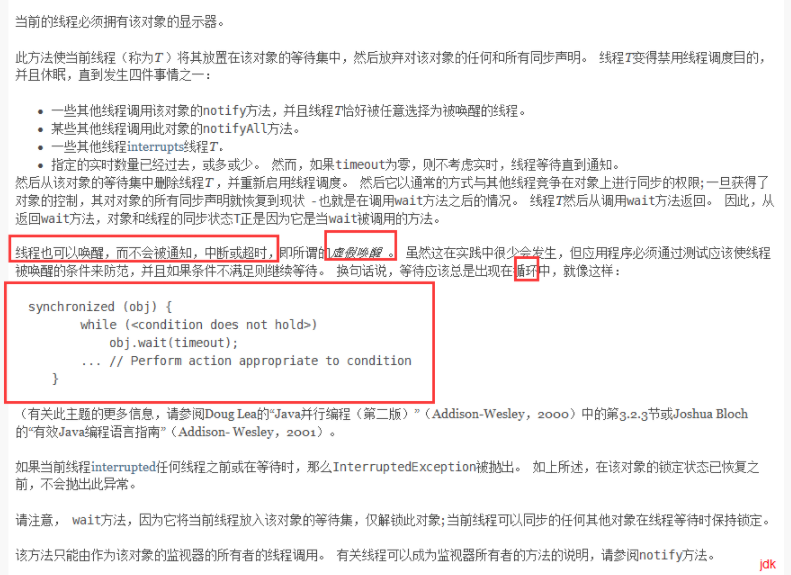 当前的线程必须拥有该对象的显示器。
此方法使当前线程（称为T ）将其放置在该对象的等待集中，然后放弃对该对象的任何和所有同步声明。 线程T变得禁用线程调度目的，
并且休眠，直到发生四件事情之一：
• 一些其他线程调用该对象的notify方法，并且线程T恰好被任意选择为被唤醒的线程。
• 某些其他线程调用此对象的notifyAll方法。
• 一些其他线程interrupts线程T.
• 指定的实时数量已经过去，或多或少。 然而，如果timeout为零，则不考虑实时，线程等待直到通知。
然后从该对象的等待集中删除线程T ，并重新启用线程调度。 然后它以通常的方式与其他线程竞争在对象上进行同步的权限;一旦获得了
对象的控制，其对对象的所有同步声明就恢复到现状 -也就是在调用wait方法之后的情况。 线程T然后从调用wait方法返回。 因此，从
返回wait方法，对象和线程的同步状态T正是因为它是当wait被调用的方法。
线程也可以唤醒，而不会被通知，中断或超时，即所谓的虚假唤醒 。 虽然这在实践中很少会发生，但应用程序必须通过测试应该使线程
被唤醒的条件来防范，并且如果条件不满足则继续等待。 换句话说，等待应该总是出现在循环中，就像这样：
synchronized (obj) {
while (<condition does not hold>)
obj.wait(timeout);
... // Perform action appropriate to condition
}
（有关此主题的更多信息，请参阅Doug Lea的“Java并行编程（第二版）”（Addison-Wesley，2000）中的第3.2.3节或Joshua Bloch
的“有效Java编程语言指南”（Addison- Wesley，2001）。
如果当前线程interrupted任何线程之前或在等待时，那么InterruptedException被抛出。 如上所述，在该对象的锁定状态已恢复之
前，不会抛出此异常。
请注意， wait方法，因为它将当前线程放入该对象的等待集，仅解锁此对象;当前线程可以同步的任何其他对象在线程等待时保持锁定。
该方法只能由作为该对象的监视器的所有者的线程调用。 有关线程可以成为监视器所有者的方法的说明，请参阅notify方法。
jdk